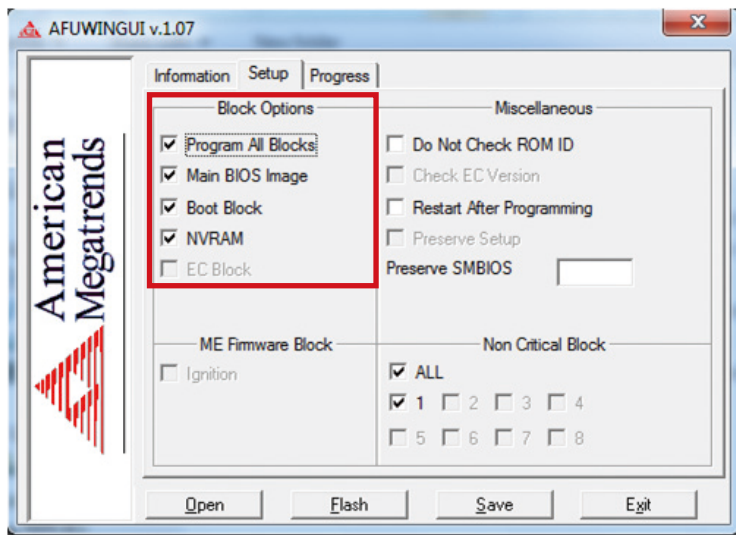 AFUWINGUI v.1.07
American
Megatrends
Information Setup Progress
Block Options
Program All Blocks
Main BIOS Image
Boot Block
NVRAM
EC Block
Miscellaneous
Do Not Check ROM ID
Check EC Version
Restart After Programming
Preserve Setup
Preserve SMBIOS
ME Firmware Block
Ignition
Non Critical Block
ALL
1 2 3 4
5 6 7 8
Open Flash Save Exit